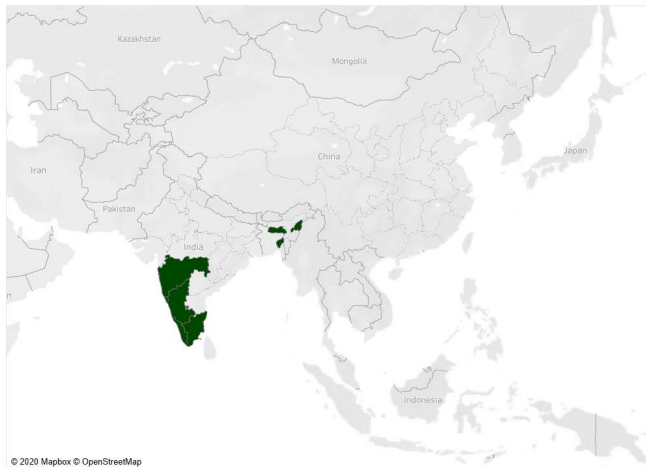 Kazakhstan
Mongolia
China
Japan
Iran
Pakistan
India
Indonesia
© 2020 Mapbox © OpenStreetMap